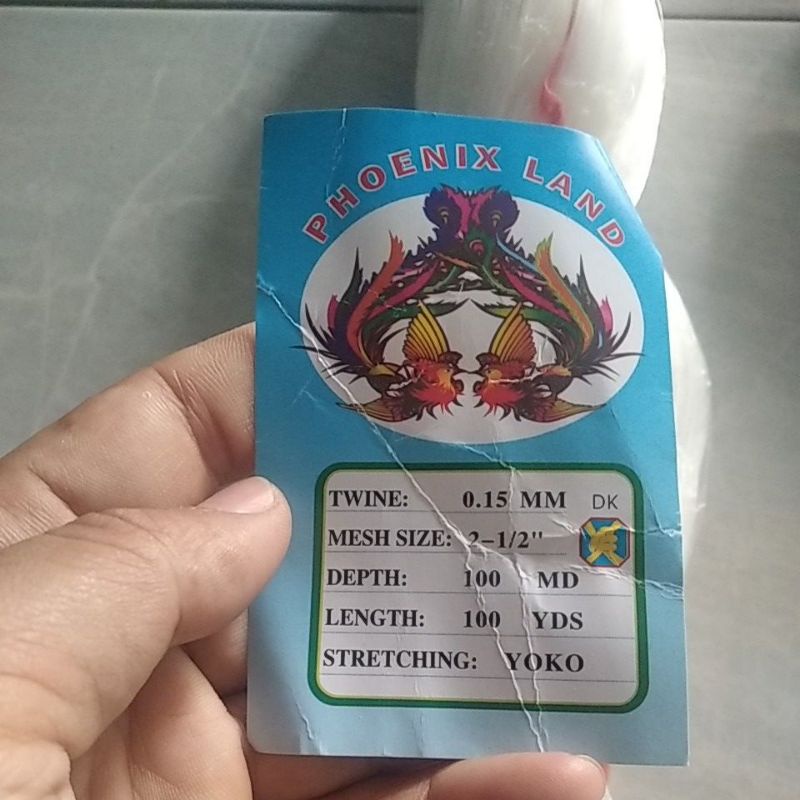 PHOENIX LAND
TWINE: 0.15 MM DK
MESH SIZE: 2-1/2"
DEPTH: 100 MD
LENGTH: 100 YDS
STRETCHING: YOKO